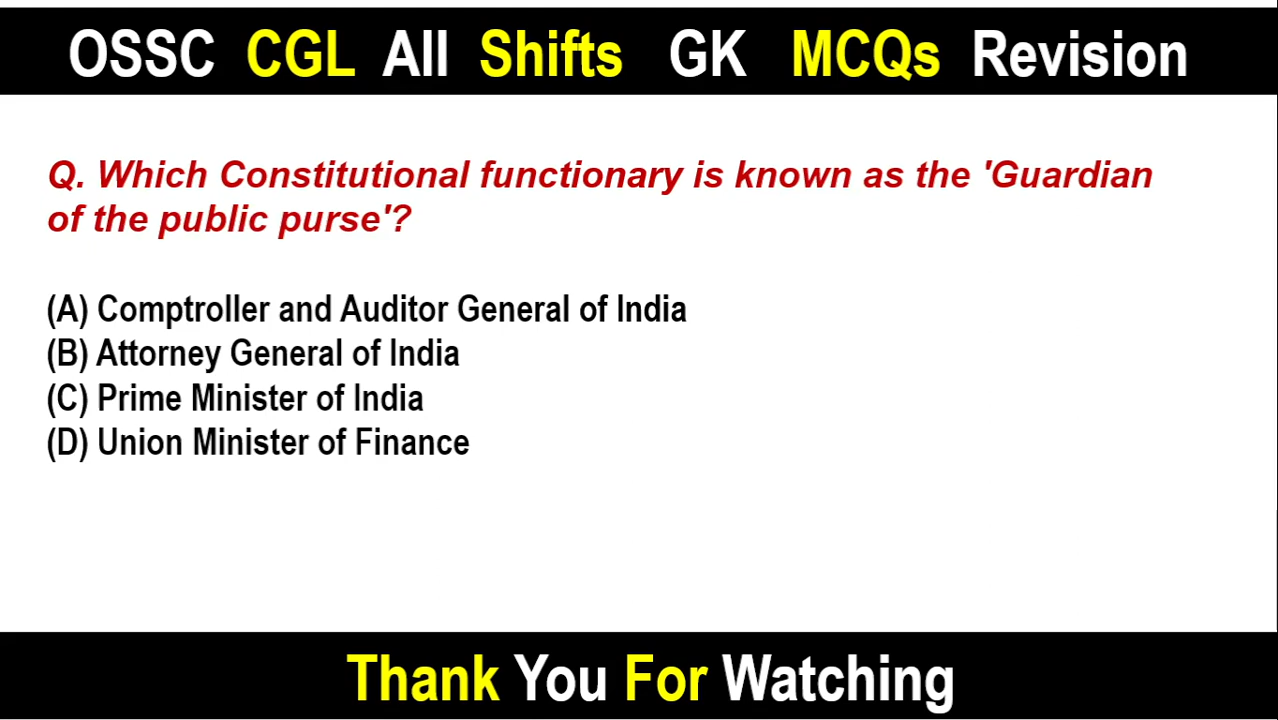 OSSC CGL All Shifts GK MCQs Revision
Q. Which Constitutional functionary is known as the 'Guardian
of the public purse'?
(A) Comptroller and Auditor General of India
(B) Attorney General of India
(C) Prime Minister of India
(D) Union Minister of Finance
Thank You For Watching